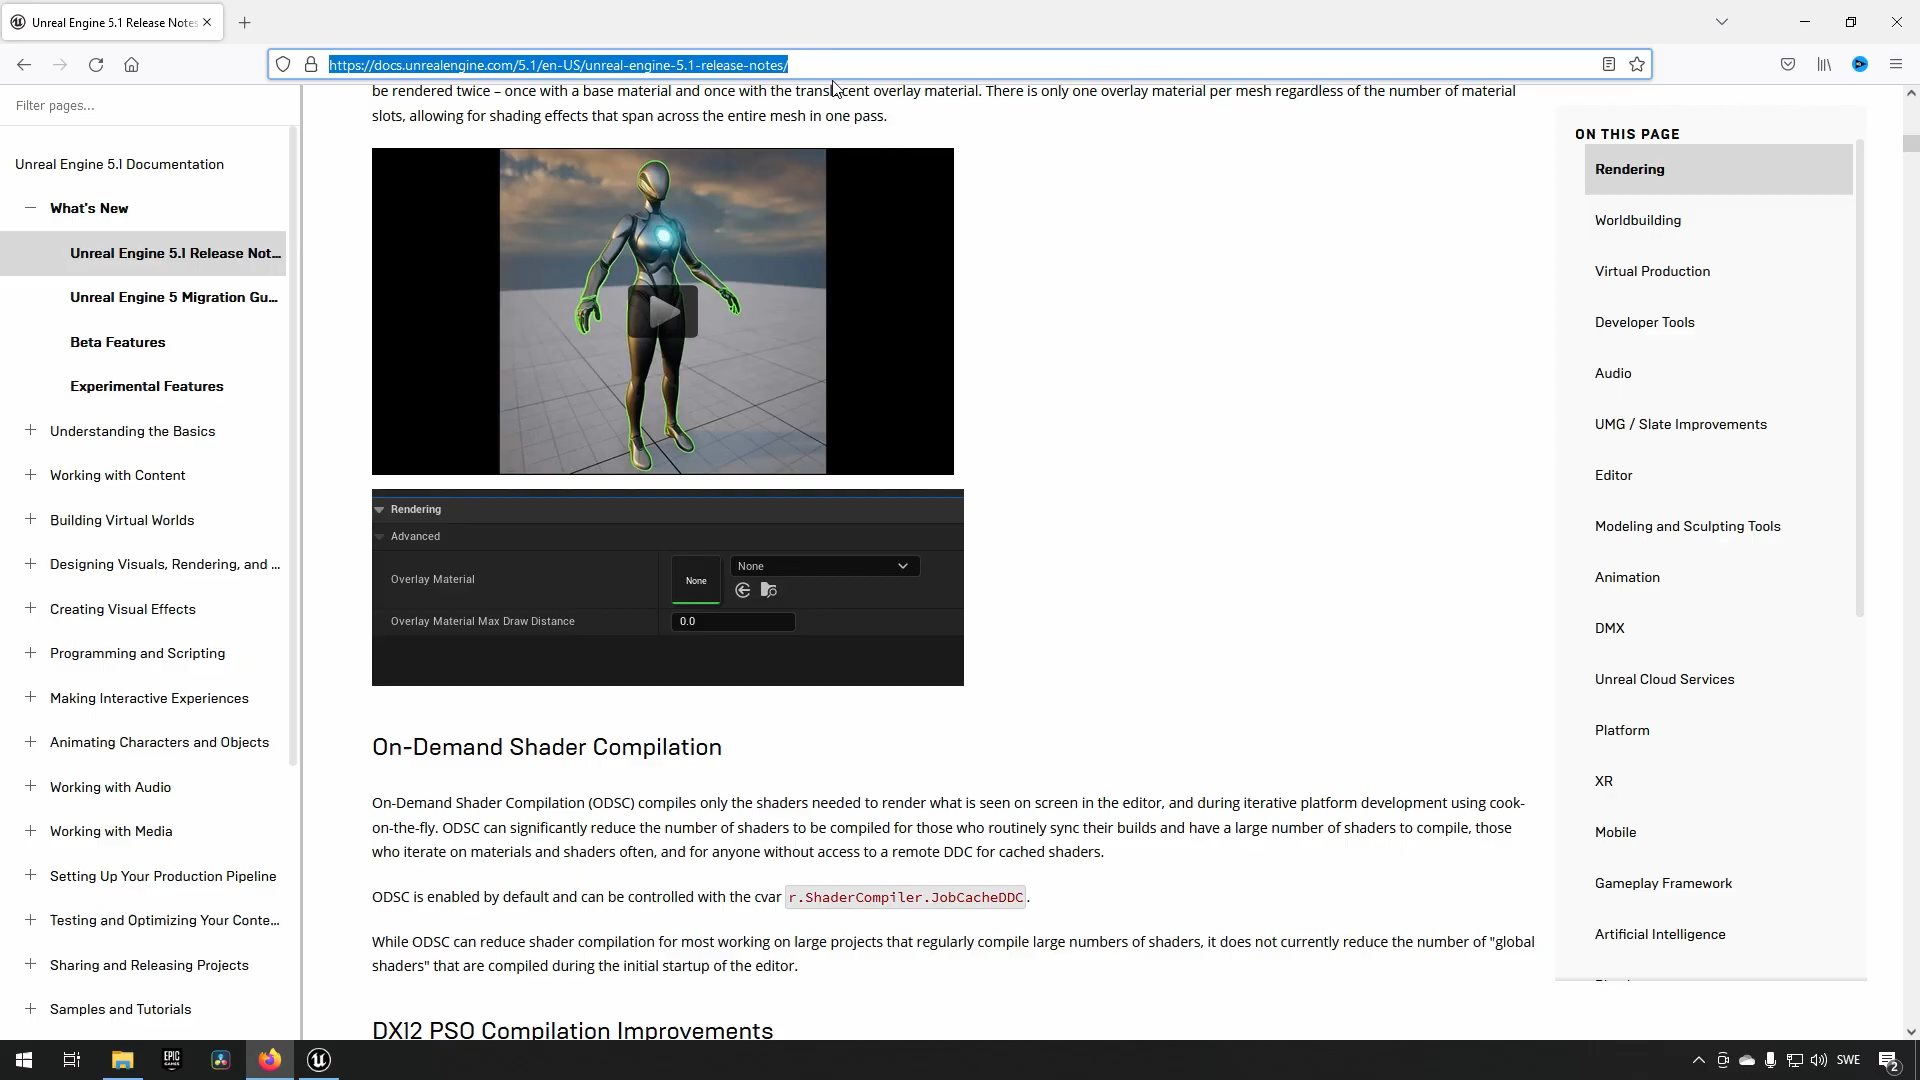 Unreal Engine 5.1 Release Notes
https://docs.unrealengine.com/5.1/en-US/unreal-engine-5.1-release-notes/
Filter pages...
Unreal Engine 5.1 Documentation
What's New
Unreal Engine 5.1 Release Not...
Unreal Engine 5 Migration Gu...
Beta Features
Experimental Features
Understanding the Basics
Working with Content
Building Virtual Worlds
Designing Visuals, Rendering, and ...
Creating Visual Effects
Programming and Scripting
Making Interactive Experiences
Animating Characters and Objects
Working with Audio
Working with Media
Setting Up Your Production Pipeline
Testing and Optimizing Your Conte...
Sharing and Releasing Projects
Samples and Tutorials
be rendered twice – once with a base material and once with the translucent overlay material. There is only one overlay material per mesh regardless of the number of material
slots, allowing for shading effects that span across the entire mesh in one pass.
Rendering
Advanced
Overlay Material
None
None
Overlay Material Max Draw Distance
0.0
On-Demand Shader Compilation
On-Demand Shader Compilation (ODSC) compiles only the shaders needed to render what is seen on screen in the editor, and during iterative platform development using cook-
on-the-fly. ODSC can significantly reduce the number of shaders to be compiled for those who routinely sync their builds and have a large number of shaders to compile, those
who iterate on materials and shaders often, and for anyone without access to a remote DDC for cached shaders.
ODSC is enabled by default and can be controlled with the cvar r.ShaderCompiler.JobCacheDDC.
While ODSC can reduce shader compilation for most working on large projects that regularly compile large numbers of shaders, it does not currently reduce the number of "global
shaders" that are compiled during the initial startup of the editor.
DX12 PSO Compilation Improvements
ON THIS PAGE
Rendering
Worldbuilding
Virtual Production
Developer Tools
Audio
UMG / Slate Improvements
Editor
Modeling and Sculpting Tools
Animation
DMX
Unreal Cloud Services
Platform
XR
Mobile
Gameplay Framework
Artificial Intelligence
EPIC
GAMES
SWE
2